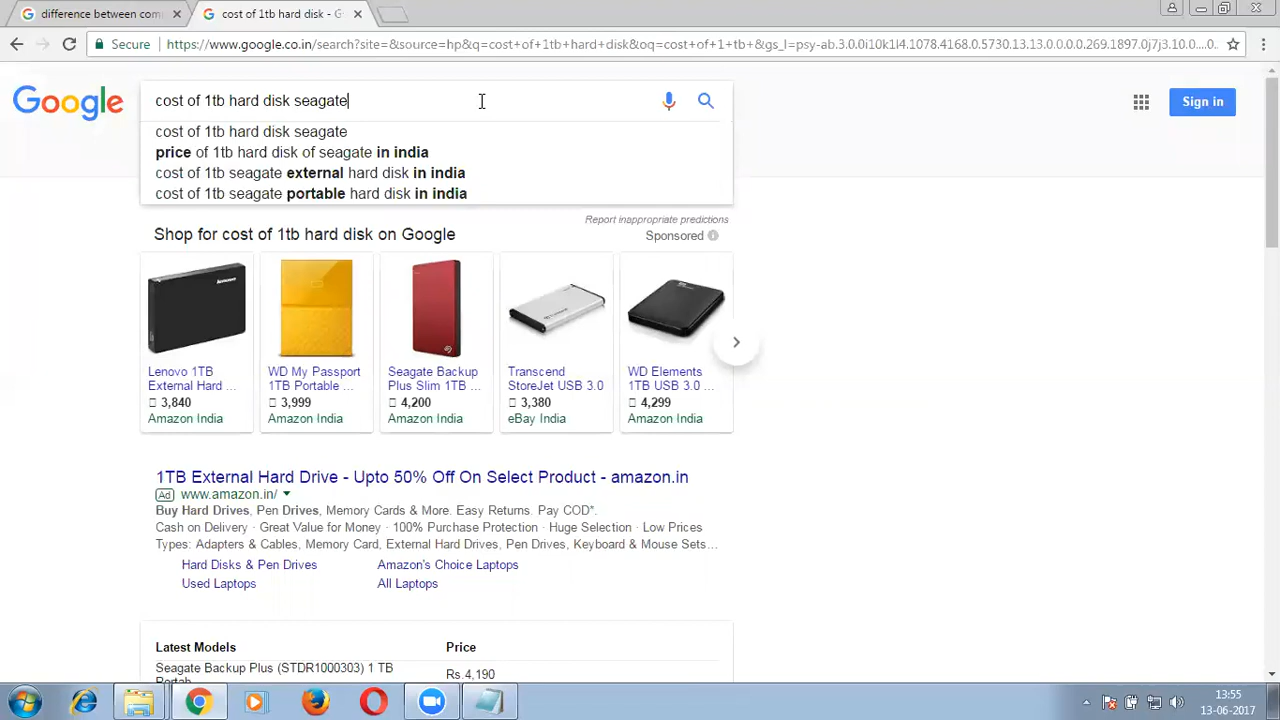 difference between com
cost of 1tb hard disk - G
Secure
https://www.google.co.in/search?site=&source=hp&q=cost+of+1tb+hard+disk&oq=cost+of+1+tb+&gs_l=psy-ab.3.0.0i10k1l4.1078.4168.0.5730.13.13.0.0.0.0.269.1897.0j7j3.10.0...
Google
cost of 1tb hard disk seagate
Sign in
cost of 1tb hard disk seagate
price of 1tb hard disk of seagate in india
cost of 1tb seagate external hard disk in india
cost of 1tb seagate portable hard disk in india
Report inappropriate predictions
Shop for cost of 1tb hard disk on Google
Sponsored
Lenovo 1TB
External Hard ...
3,840
Amazon India
WD My Passport
1TB Portable ...
3,999
Amazon India
Seagate Backup
Plus Slim 1TB ...
4,200
Amazon India
Transcend
StoreJet USB 3.0
3,380
eBay India
WD Elements
1TB USB 3.0 ...
4,299
Amazon India
1TB External Hard Drive - Upto 50% Off On Select Product - amazon.in
Ad www.amazon.in/
Buy Hard Drives, Pen Drives, Memory Cards & More. Easy Returns. Pay COD*.
Cash on Delivery · Great Value for Money · 100% Purchase Protection · Huge Selection · Low Prices
Types: Adapters & Cables, Memory Card, External Hard Drives, Pen Drives, Keyboard & Mouse Sets...
Hard Disks & Pen Drives
Amazon's Choice Laptops
Used Laptops
All Laptops
Latest Models
Price
Seagate Backup Plus (STDR1000303) 1 TB
Rs.4,190
13:55
13-06-2017